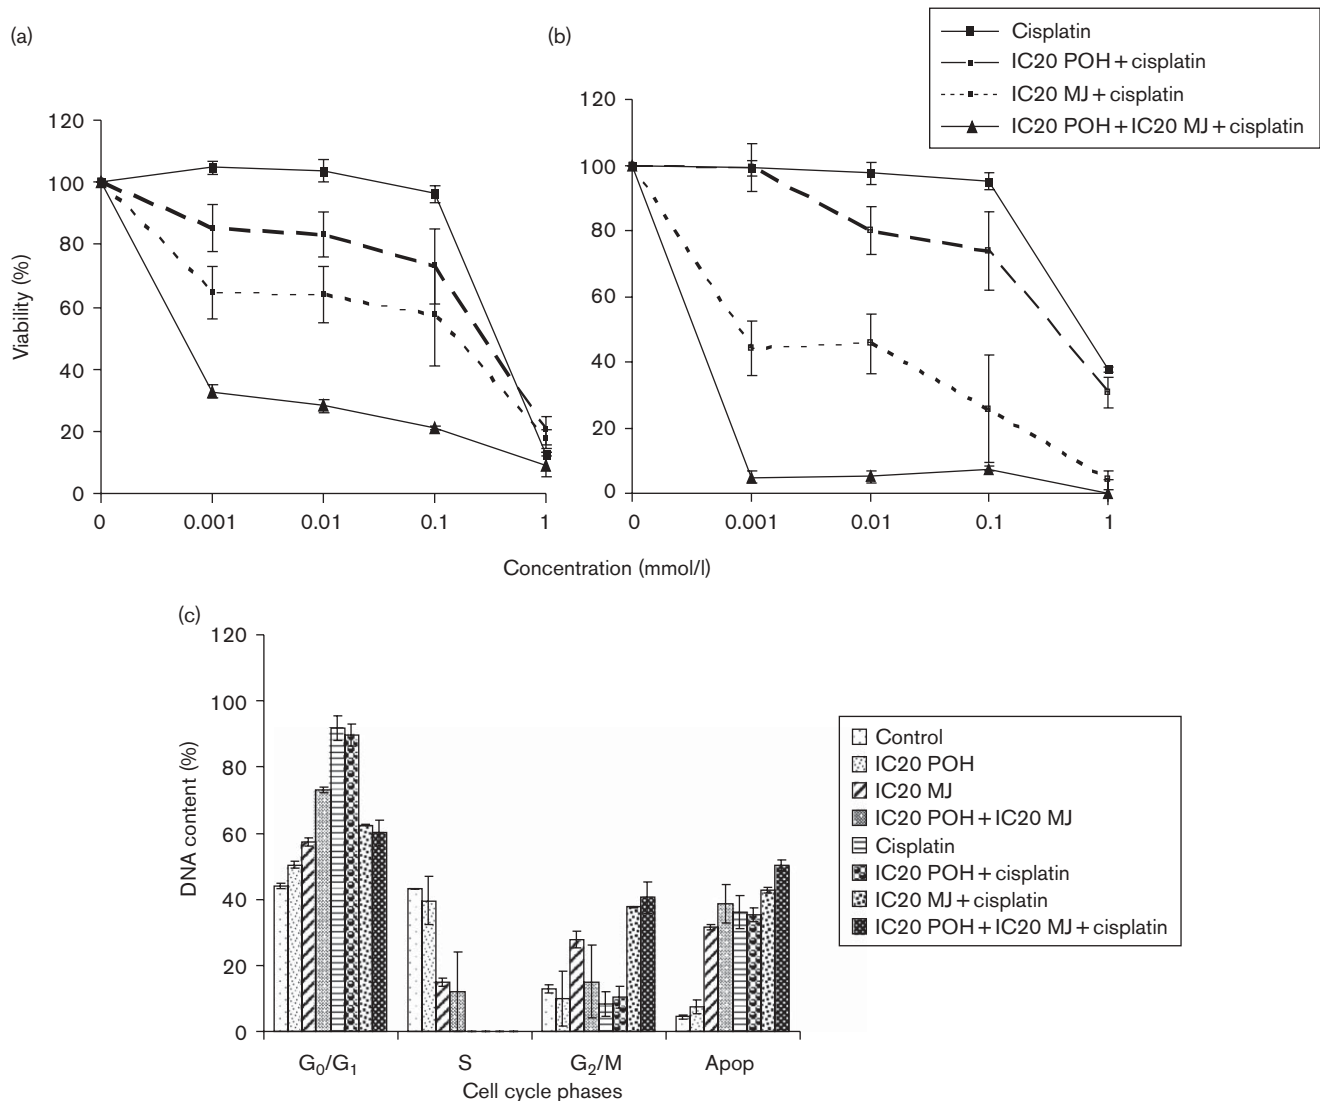 (a)
(b)
Cisplatin
IC20 POH + cisplatin
IC20 MJ + cisplatin
IC20 POH + IC20 MJ + cisplatin
120
100
80
60
40
20
0
Viability (%)
0 0.001 0.01 0.1 1
120
100
80
60
40
20
0
0 0.001 0.01 0.1 1
Concentration (mmol/l)
(c)
120
100
80
60
40
20
0
DNA content (%)
G₀/G₁ S G₂/M Apop
Cell cycle phases
Control
IC20 POH
IC20 MJ
IC20 POH + IC20 MJ
Cisplatin
IC20 POH + cisplatin
IC20 MJ + cisplatin
IC20 POH + IC20 MJ + cisplatin